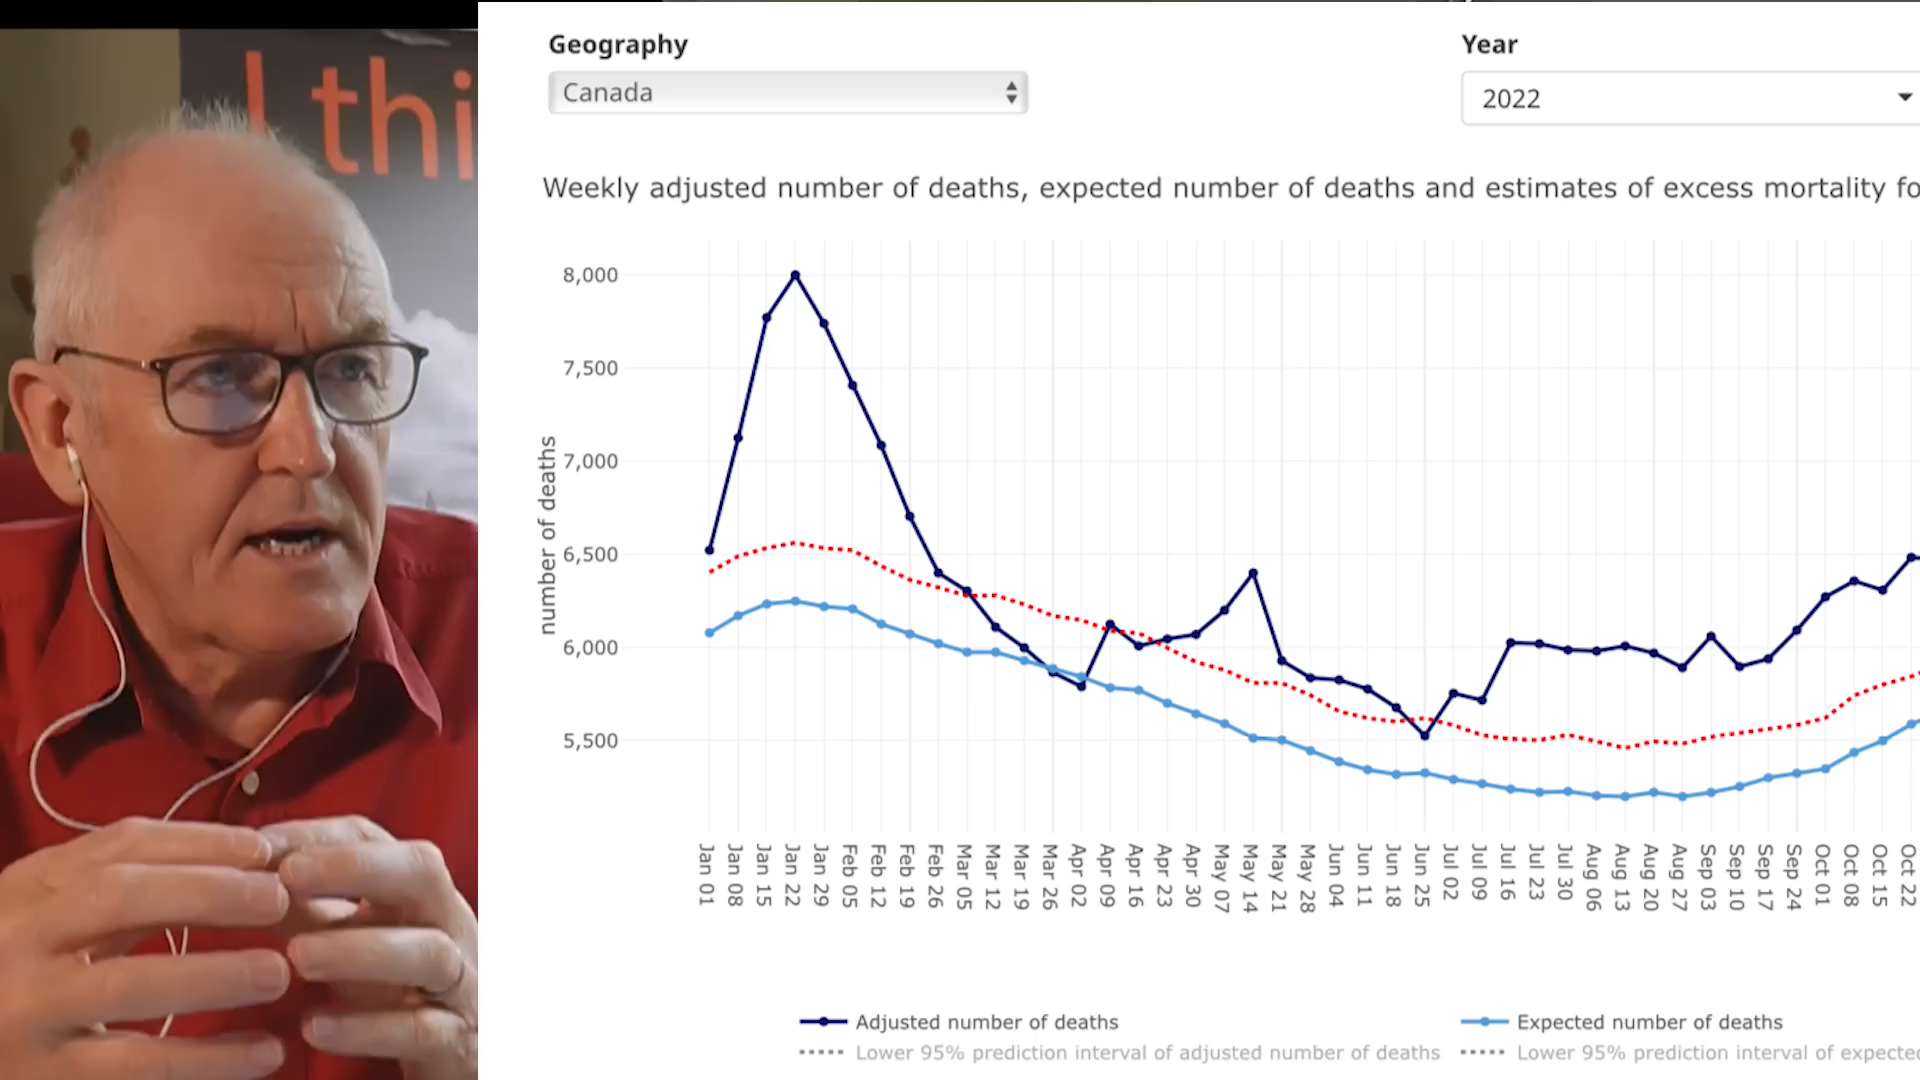 I thi
Geography
Canada
Year
2022
Weekly adjusted number of deaths, expected number of deaths and estimates of excess mortality fo
number of deaths
8,000
7,500
7,000
6,500
6,000
5,500
Jan 01
Jan 08
Jan 15
Jan 22
Jan 29
Feb 05
Feb 12
Feb 19
Feb 26
Mar 05
Mar 12
Mar 19
Mar 26
Apr 02
Apr 09
Apr 16
Apr 23
Apr 30
May 07
May 14
May 21
May 28
Jun 04
Jun 11
Jun 18
Jun 25
Jul 02
Jul 09
Jul 16
Jul 23
Jul 30
Aug 06
Aug 13
Aug 20
Aug 27
Sep 03
Sep 10
Sep 17
Sep 24
Oct 01
Oct 08
Oct 15
Oct 22
Adjusted number of deaths
Expected number of deaths
Lower 95% prediction interval of adjusted number of deaths
Lower 95% prediction interval of expected